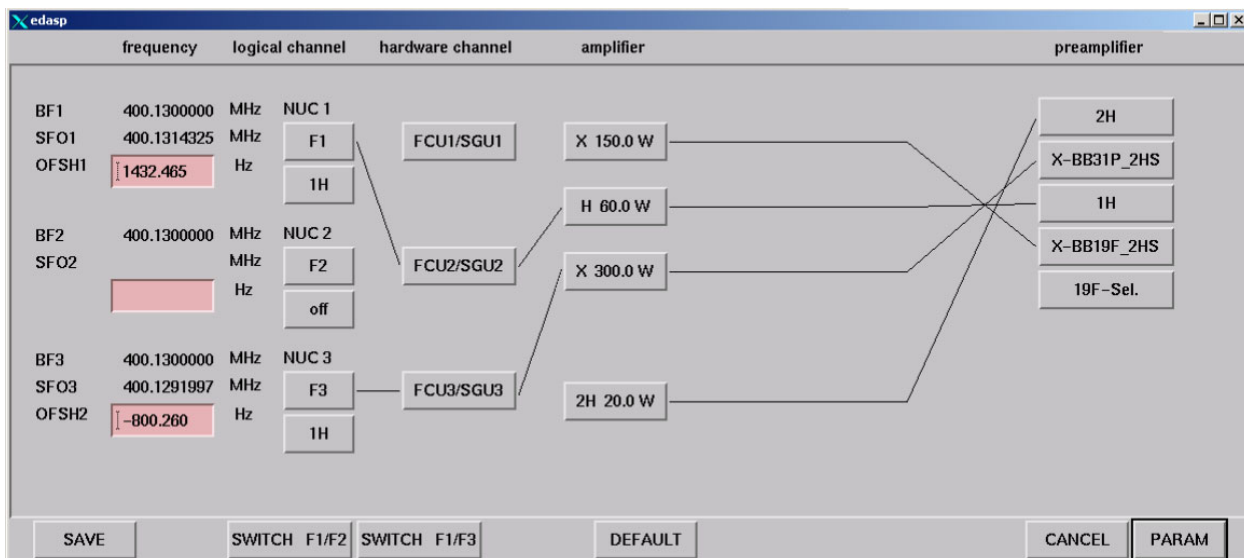 edasp
frequency logical channel hardware channel amplifier preamplifier
BF1 400.1300000 MHz NUC 1 2H
SFO1 400.1314325 MHz F1 FCU1/SGU1 X 150.0 W X-BB31P_2HS
OFSH1 1432.465 Hz 1H H 60.0 W 1H
BF2 400.1300000 MHz NUC 2 X-BB19F_2HS
SFO2 MHz F2 FCU2/SGU2 X 300.0 W 19F-Sel.
Hz off
BF3 400.1300000 MHz NUC 3
SFO3 400.1291997 MHz F3 FCU3/SGU3 2H 20.0 W
OFSH2 -800.260 Hz 1H
SAVE SWITCH F1/F2 SWITCH F1/F3 DEFAULT CANCEL PARAM